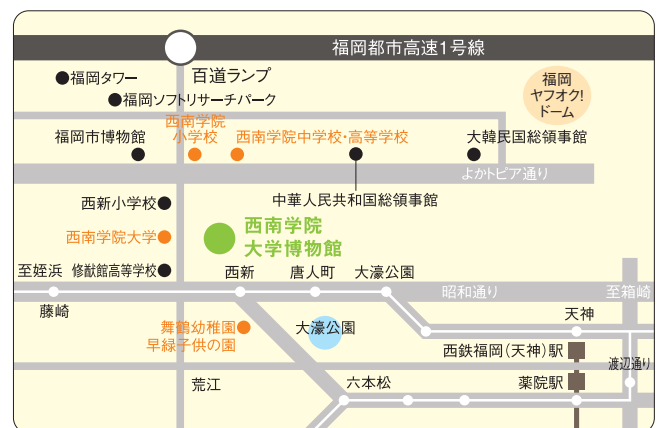 福岡都市高速1号線
百道ランプ
福岡タワー
福岡ソフトリサーチパーク
福岡
ヤフオク!
ドーム
西南学院
小学校
福岡市博物館
西南学院中学校・高等学校
大韓民国総領事館
よかトピア通り
中華人民共和国総領事館
西新小学校
西南学院大学
西南学院
大学博物館
至姪浜
修猷館高等学校
西新
唐人町
大濠公園
昭和通り
至箱崎
藤崎
天神
舞鶴幼稚園
早緑子供の園
大濠公園
西鉄福岡(天神)駅
渡辺通り
荒江
六本松
薬院駅